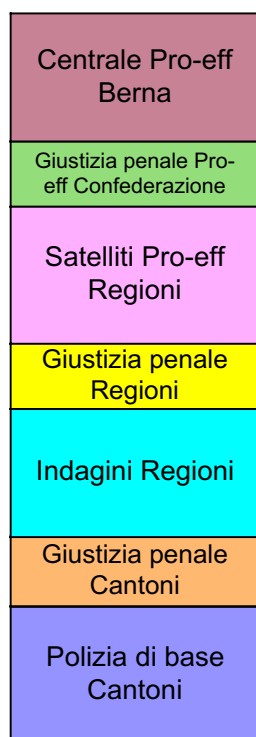 Centrale Pro-eff
Berna
Giustizia penale Pro-
eff Confederazione
Satelliti Pro-eff
Regioni
Giustizia penale
Regioni
Indagini Regioni
Giustizia penale
Cantoni
Polizia di base
Cantoni